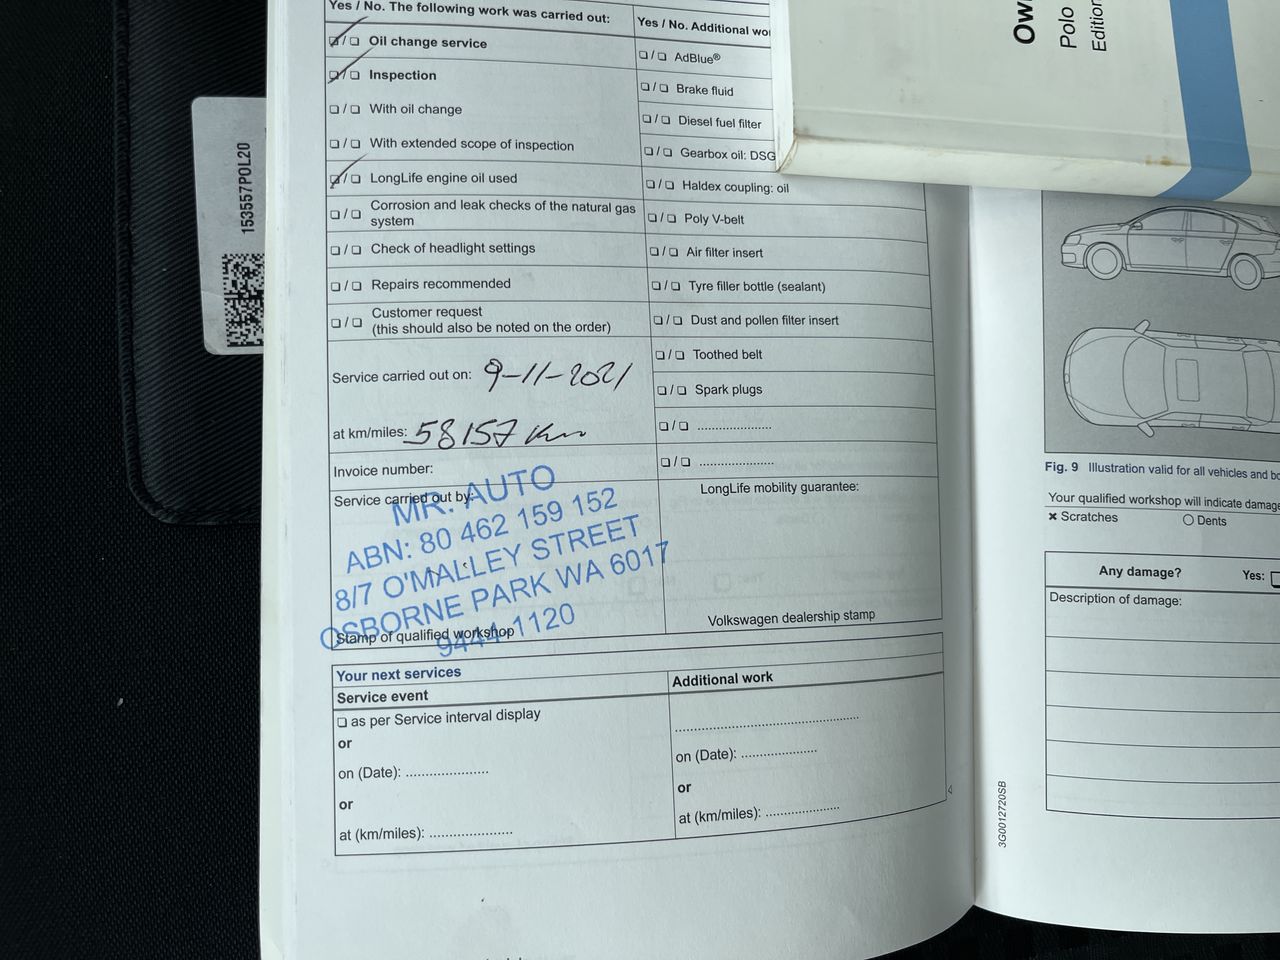 Yes / No. The following work was carried out:
☑/☐ Oil change service
☑/☐ Inspection
☐/☐ With oil change
☐/☐ With extended scope of inspection
☑/☐ LongLife engine oil used
☐/☐ Corrosion and leak checks of the natural gas
system
☐/☐ Check of headlight settings
☐/☐ Repairs recommended
☐/☐ Customer request
(this should also be noted on the order)
Service carried out on: 9-11-2021
at km/miles: 58157 Km
Invoice number:
Service carried out by:
MR. AUTO
ABN: 80 462 159 152
8/7 O'MALLEY STREET
OSBORNE PARK WA 6017
9444 1120
Stamp of qualified workshop
Yes / No. Additional
☐/☐ AdBlue®
☐/☐ Brake fluid
☐/☐ Diesel fuel filter
☐/☐ Gearbox oil: DSG
☐/☐ Haldex coupling: oil
☐/☐ Poly V-belt
☐/☐ Air filter insert
☐/☐ Tyre filler bottle (sealant)
☐/☐ Dust and pollen filter insert
☐/☐ Toothed belt
☐/☐ Spark plugs
☐/☐ ......................
☐/☐ ......................
LongLife mobility guarantee:
Volkswagen dealership stamp
Your next services
Service event
☐ as per Service interval display
or
on (Date): ........................
or
at (km/miles): ........................
Additional work
......................................................
on (Date): ......................
or
at (km/miles): ......................
153557P0L20
Polo
Edition
Fig. 9 Illustration valid for all vehicles and
Your qualified workshop will indicate
× Scratches
○ Dents
Any damage?
Yes: ☐
Description of damage:
3G0012720SB